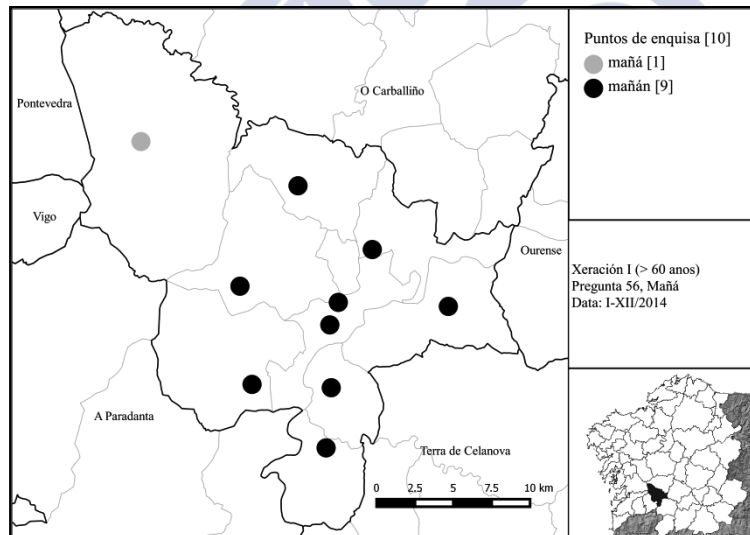 Puntos de enquisa [10]
mañá [1]
mañán [9]
O Carballiño
Pontevedra
Vigo
Ourense
A Paradanta
Terra de Celanova
0 2,5 5 7,5 10 km
Xeración I (> 60 anos)
Pregunta 56, Mañá
Data: I-XII/2014